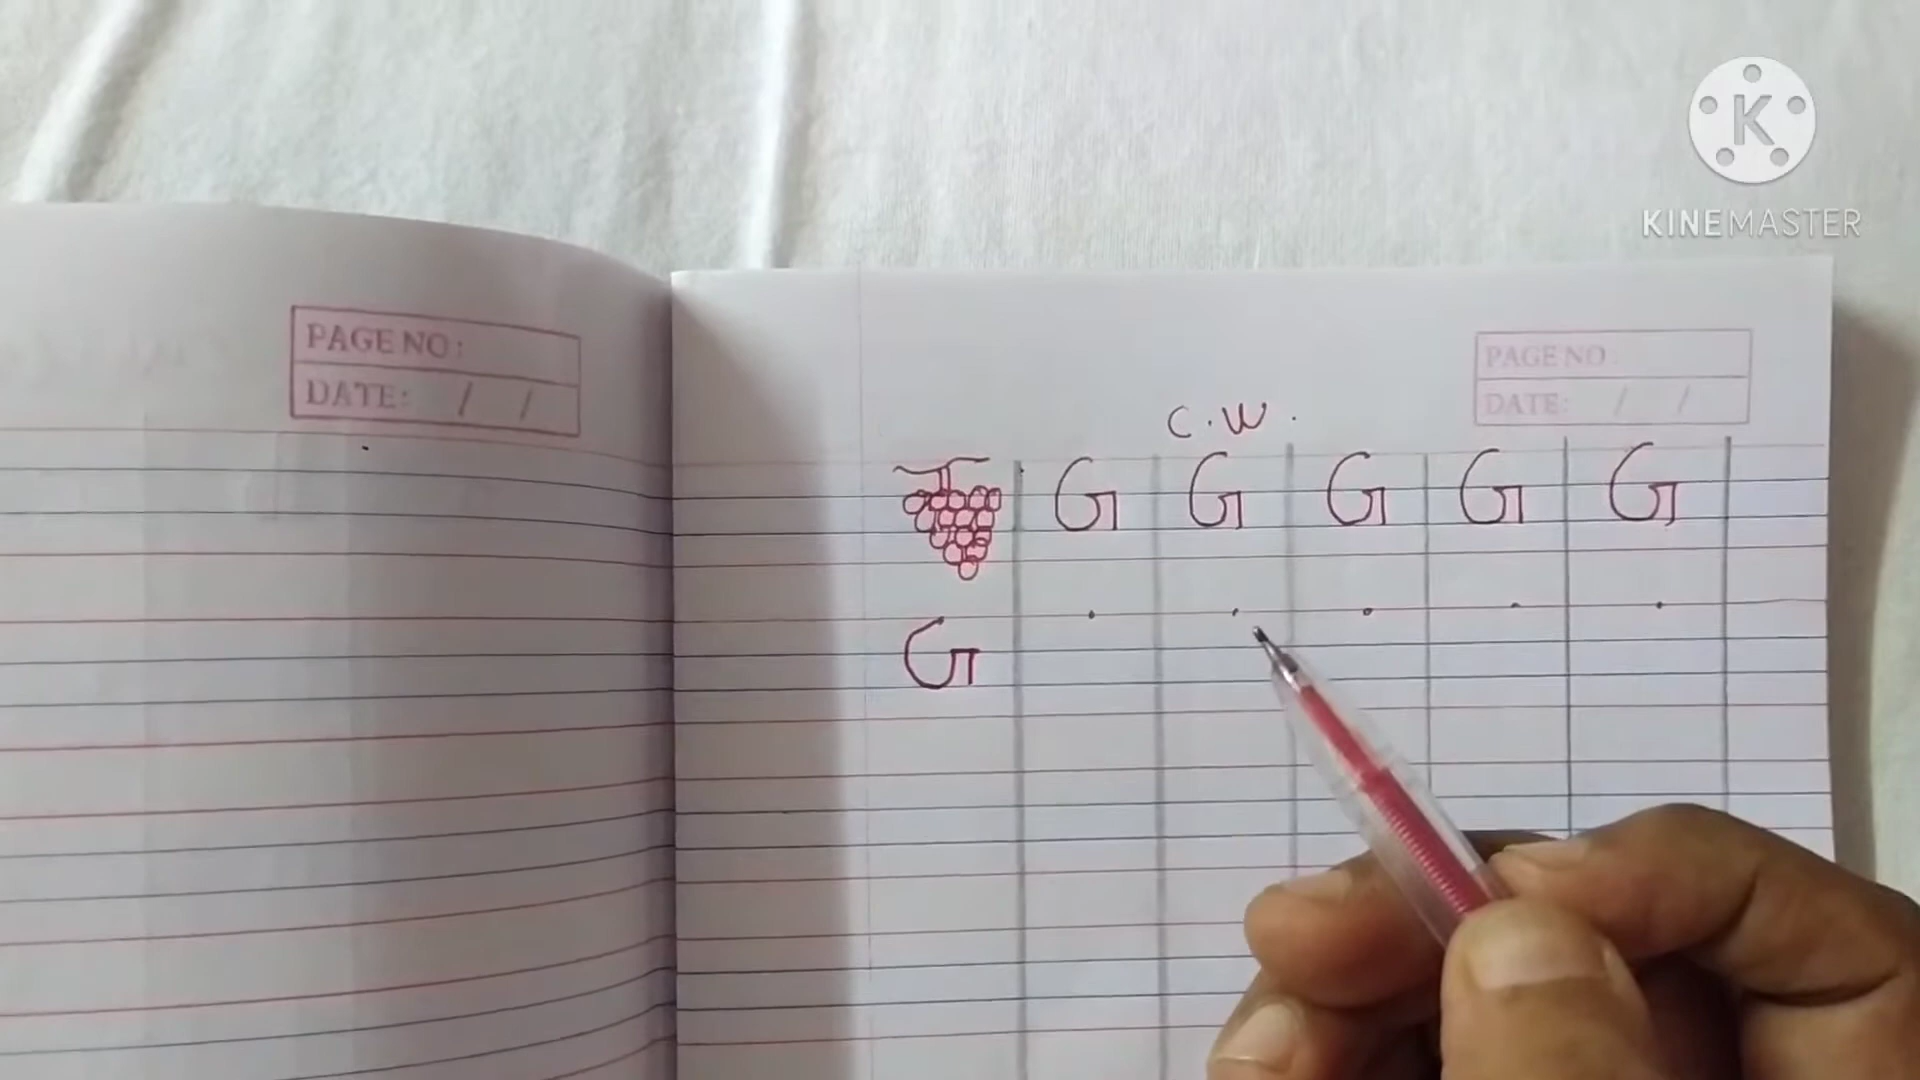 K
KINEMASTER
PAGE NO:
DATE: / /
PAGE NO
DATE: / /
C.W.
G G G G G
G